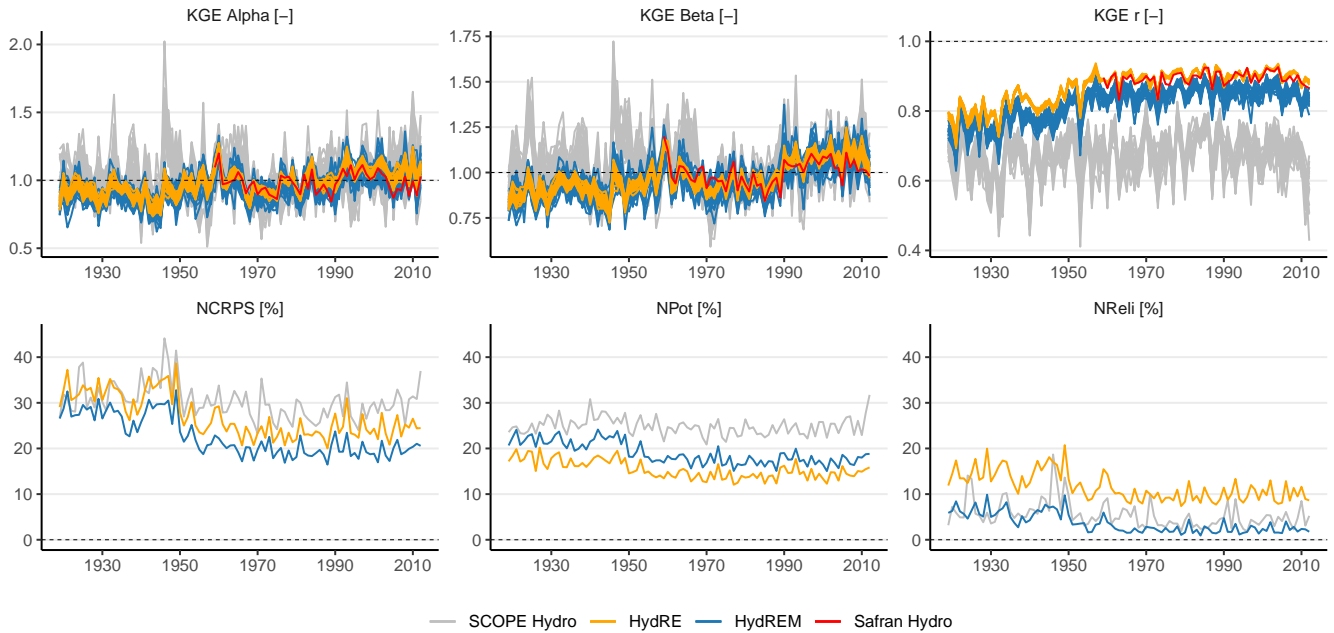 KGE Alpha [−]
2.0
1.5
1.0
0.5
1930 1950 1970 1990 2010
KGE Beta [−]
1.75
1.50
1.25
1.00
0.75
1930 1950 1970 1990 2010
KGE r [−]
1.0
0.8
0.6
0.4
1930 1950 1970 1990 2010
NCRPS [%]
40
30
20
10
0
1930 1950 1970 1990 2010
NPot [%]
40
30
20
10
0
1930 1950 1970 1990 2010
NReli [%]
40
30
20
10
0
1930 1950 1970 1990 2010
SCOPE Hydro HydRE HydREM Safran Hydro